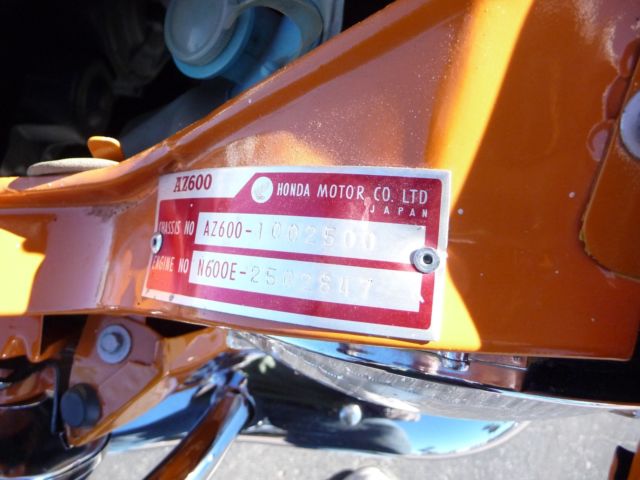 AZ600 HONDA MOTOR CO. LTD
JAPAN
CHASSIS NO AZ600-1002500
ENGINE NO N600E-2502847